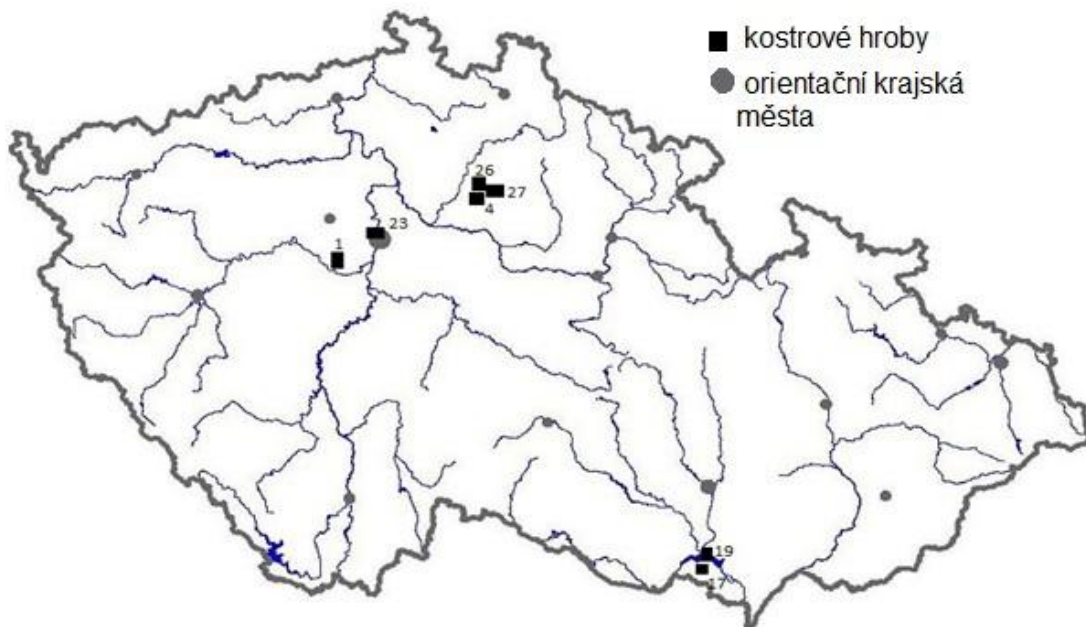 kostrové hroby
orientační krajská
města
26
27
4
23
1
19
17